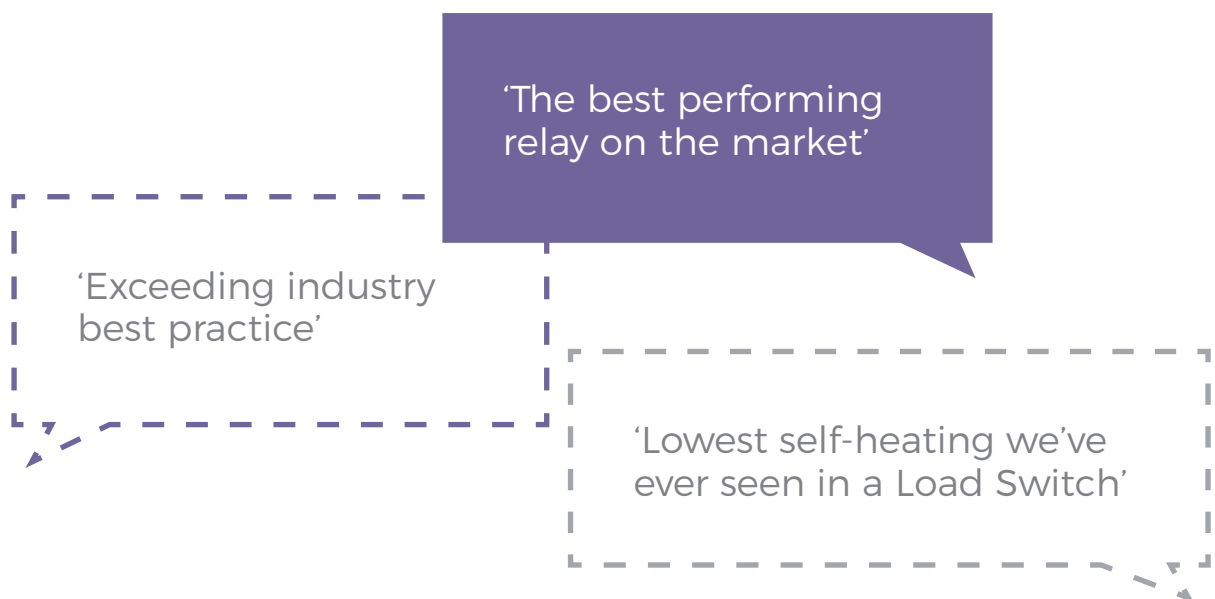 ‘The best performing
relay on the market’
‘Exceeding industry
best practice’
‘Lowest self-heating we’ve
ever seen in a Load Switch’